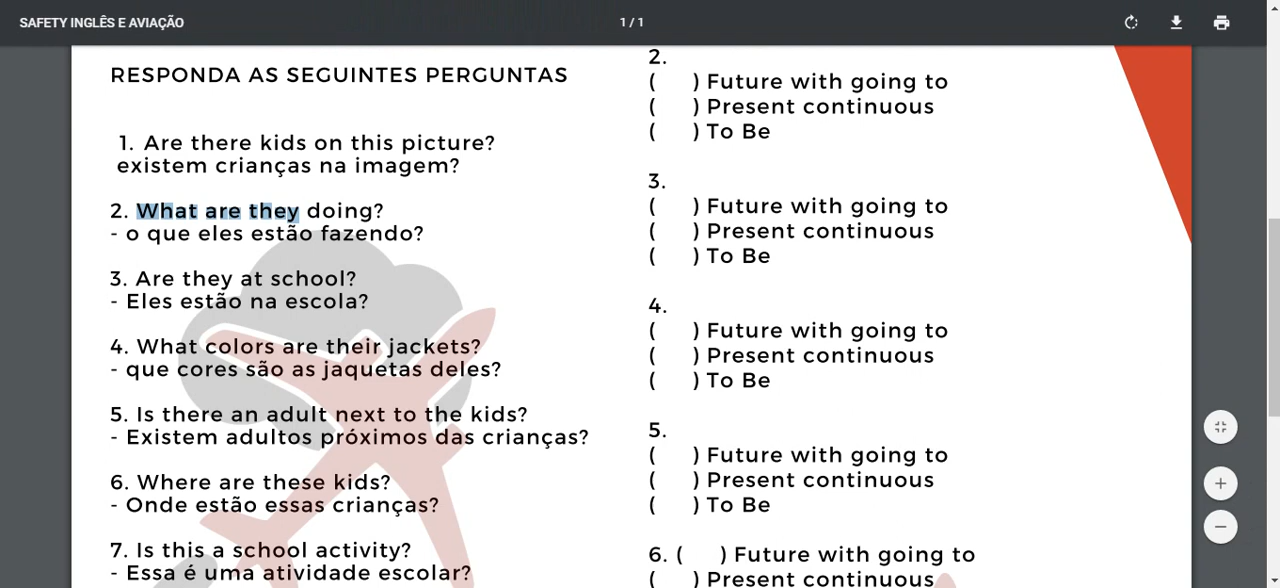 SAFETY INGLÊS E AVIAÇÃO
1 / 1
RESPONDA AS SEGUINTES PERGUNTAS
1. Are there kids on this picture?
existem crianças na imagem?
2. What are they doing?
- o que eles estão fazendo?
3. Are they at school?
- Eles estão na escola?
4. What colors are their jackets?
- que cores são as jaquetas deles?
5. Is there an adult next to the kids?
- Existem adultos próximos das crianças?
6. Where are these kids?
- Onde estão essas crianças?
7. Is this a school activity?
- Essa é uma atividade escolar?
2.
( ) Future with going to
( ) Present continuous
( ) To Be
3.
( ) Future with going to
( ) Present continuous
( ) To Be
4.
( ) Future with going to
( ) Present continuous
( ) To Be
5.
( ) Future with going to
( ) Present continuous
( ) To Be
6. ( ) Future with going to
( ) Present continuous